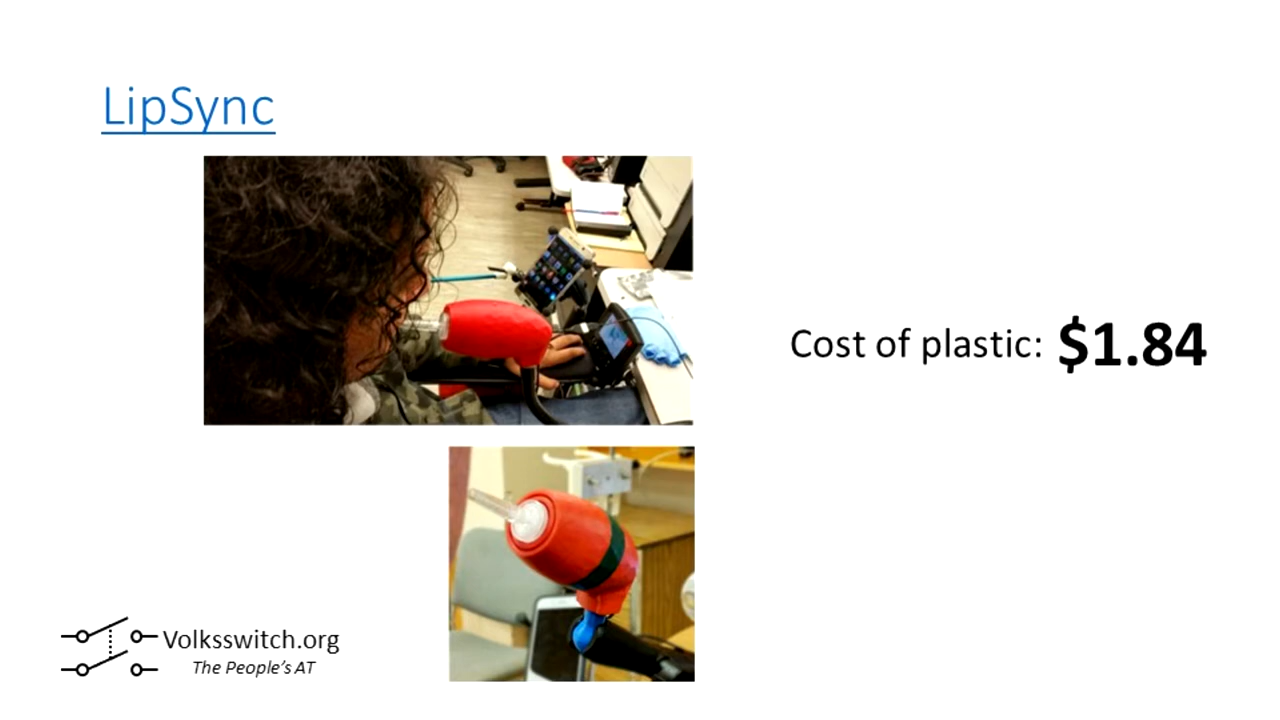 LipSync
Cost of plastic: $1.84
Volksswitch.org
The People’s AT